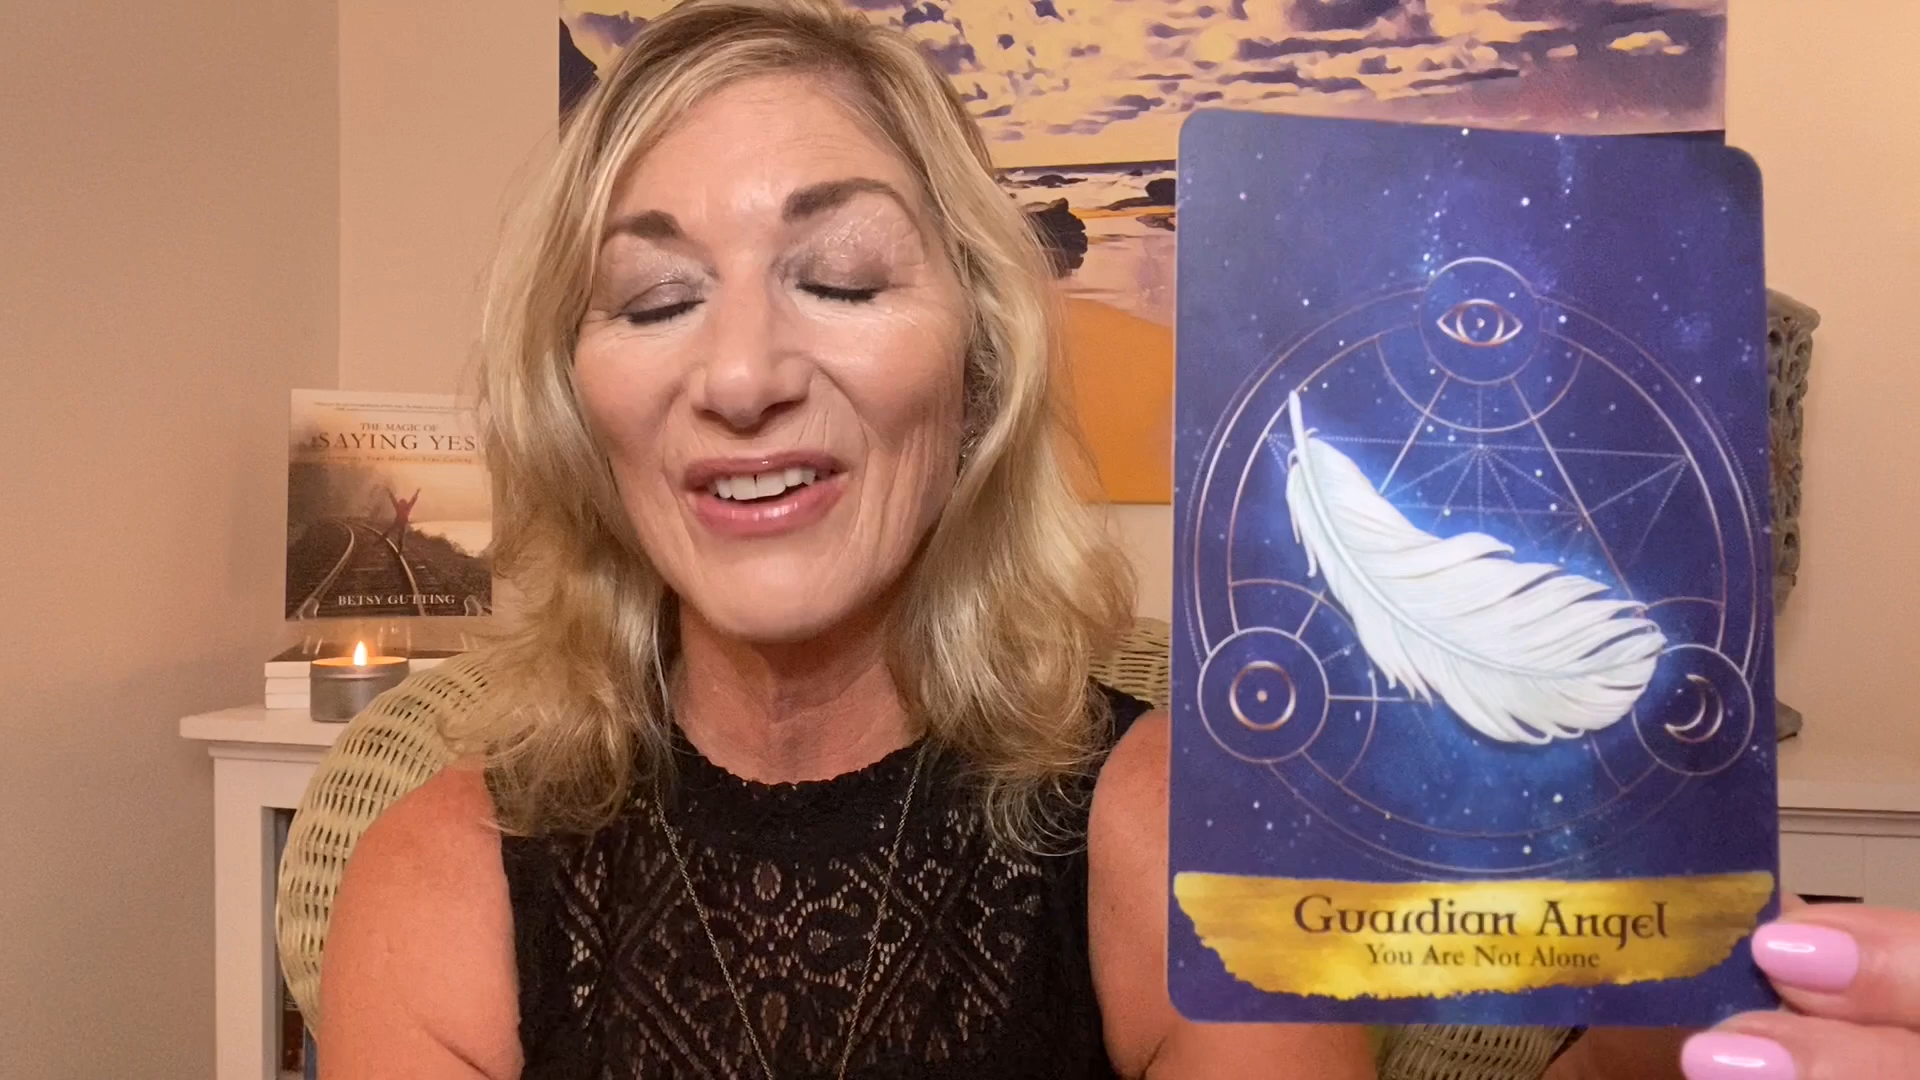 THE MAGIC OF
SAYING YES
BETSY GUTTING
Guardian Angel
You Are Not Alone